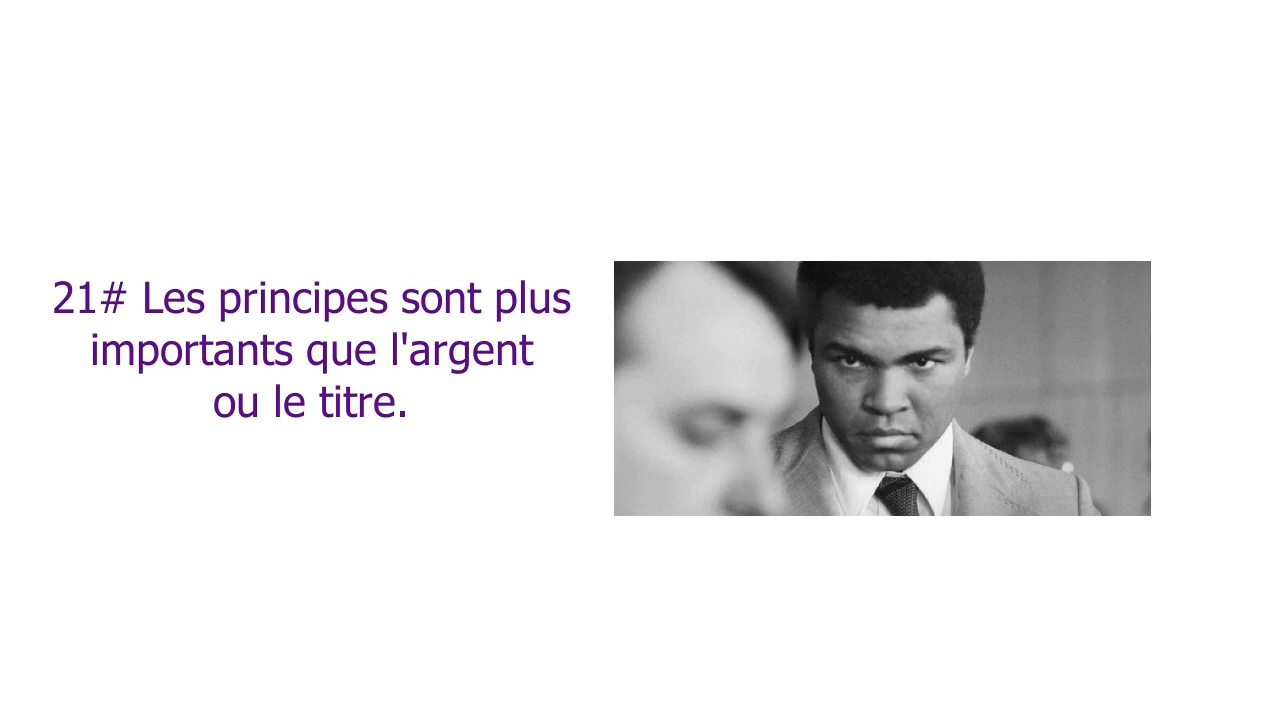 21# Les principes sont plus
importants que l'argent
ou le titre.